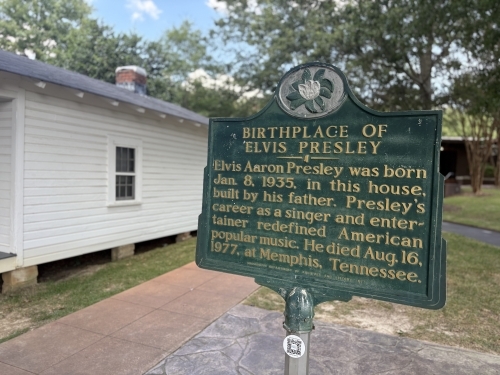 BIRTHPLACE OF
ELVIS PRESLEY
Elvis Aaron Presley was born
Jan. 8, 1935, in this house,
built by his father. Presley's
career as a singer and enter-
tainer redefined American
popular music. He died Aug. 16,
1977, at Memphis, Tennessee.